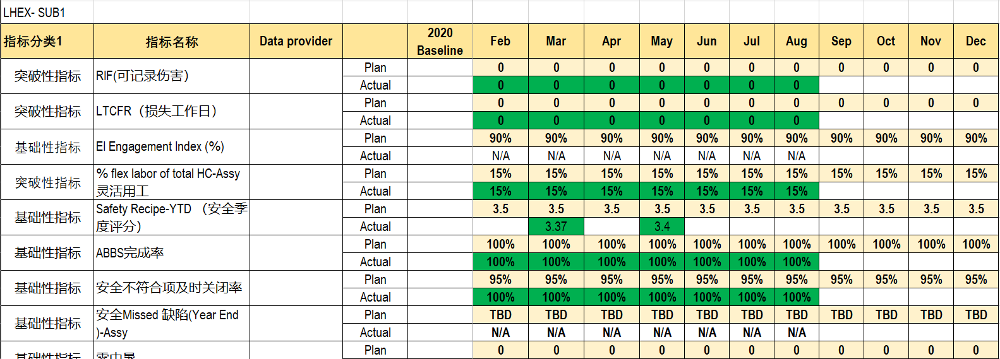 LHEX- SUB1
指标分类1 指标名称 Data provider 2020 Baseline Feb Mar Apr May Jun Jul Aug Sep Oct Nov Dec
突破性指标 RIF(可记录伤害） Plan 0 0 0 0 0 0 0 0 0 0 0
Actual 0 0 0 0 0 0 0
突破性指标 LTCFR（损失工作日） Plan 0 0 0 0 0 0 0 0 0 0 0
Actual 0 0 0 0 0 0 0
基础性指标 EI Engagement Index (%) Plan 90% 90% 90% 90% 90% 90% 90% 90% 90% 90% 90%
Actual N/A N/A N/A N/A N/A N/A N/A
突破性指标 % flex labor of total HC-Assy Plan 15% 15% 15% 15% 15% 15% 15% 15% 15% 15% 15%
灵活用工 Actual 15% 15% 15% 15% 15% 15% 15%
基础性指标 Safety Recipe-YTD （安全季 Plan 3.5 3.5 3.5 3.5 3.5 3.5 3.5 3.5 3.5 3.5 3.5
度评分） Actual 3.37 3.4
基础性指标 ABBS完成率 Plan 100% 100% 100% 100% 100% 100% 100% 100% 100% 100% 100%
Actual 100% 100% 100% 100% 100% 100% 100%
基础性指标 安全不符合项及时关闭率 Plan 95% 95% 95% 95% 95% 95% 95% 95% 95% 95% 95%
Actual 100% 100% 100% 100% 100% 100% 100%
基础性指标 安全Missed 缺陷(Year End Plan TBD TBD TBD TBD TBD TBD TBD TBD TBD TBD TBD
)-Assy Actual N/A N/A N/A N/A N/A N/A N/A
基础性指标 Plan 0 0 0 0 0 0 0 0 0 0 0